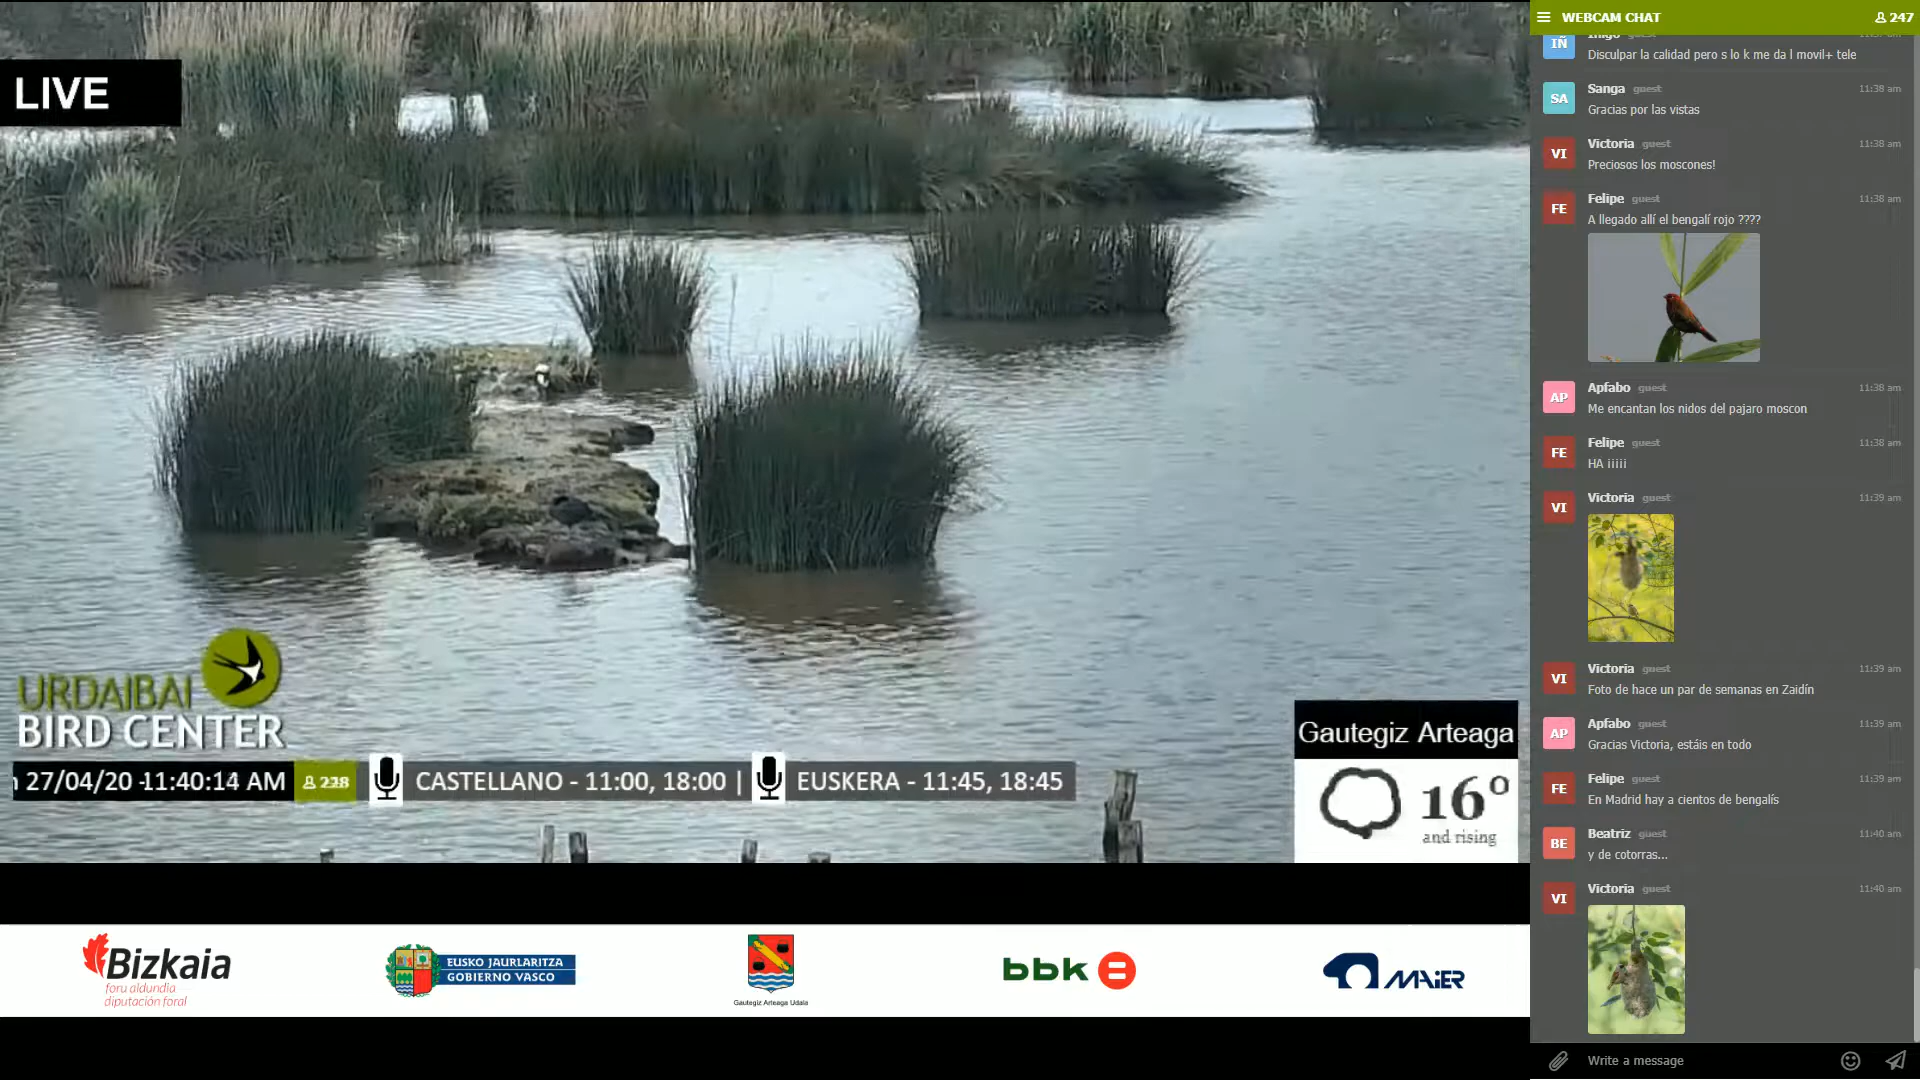 LIVE
URDAIBAI
BIRD CENTER
27/04/20 -11:40:14 AM
228
CASTELLANO - 11:00, 18:00 |
EUSKERA - 11:45, 18:45
Gautegiz Arteaga
16º
and rising
Bizkaia
foru aldundia
diputación foral
EUSKO JAURLARITZA
GOBIERNO VASCO
Gautegiz Arteaga Udala
bbk
MAIER
WEBCAM CHAT
247
IÑ
Iñigo guest
Disculpar la calidad pero s lo k me da l movil+ tele
SA
Sanga guest 11:38 am
Gracias por las vistas
VI
Victoria guest 11:38 am
Preciosos los moscones!
FE
Felipe guest 11:38 am
A llegado allí el bengalí rojo ????
AP
Apfabo guest 11:38 am
Me encantan los nidos del pajaro moscon
FE
Felipe guest 11:38 am
HA iiiii
VI
Victoria guest 11:39 am
VI
Victoria guest 11:39 am
Foto de hace un par de semanas en Zaidín
AP
Apfabo guest 11:39 am
Gracias Victoria, estáis en todo
FE
Felipe guest 11:39 am
En Madrid hay a cientos de bengalís
BE
Beatriz guest 11:40 am
y de cotorras...
VI
Victoria guest 11:40 am
Write a message